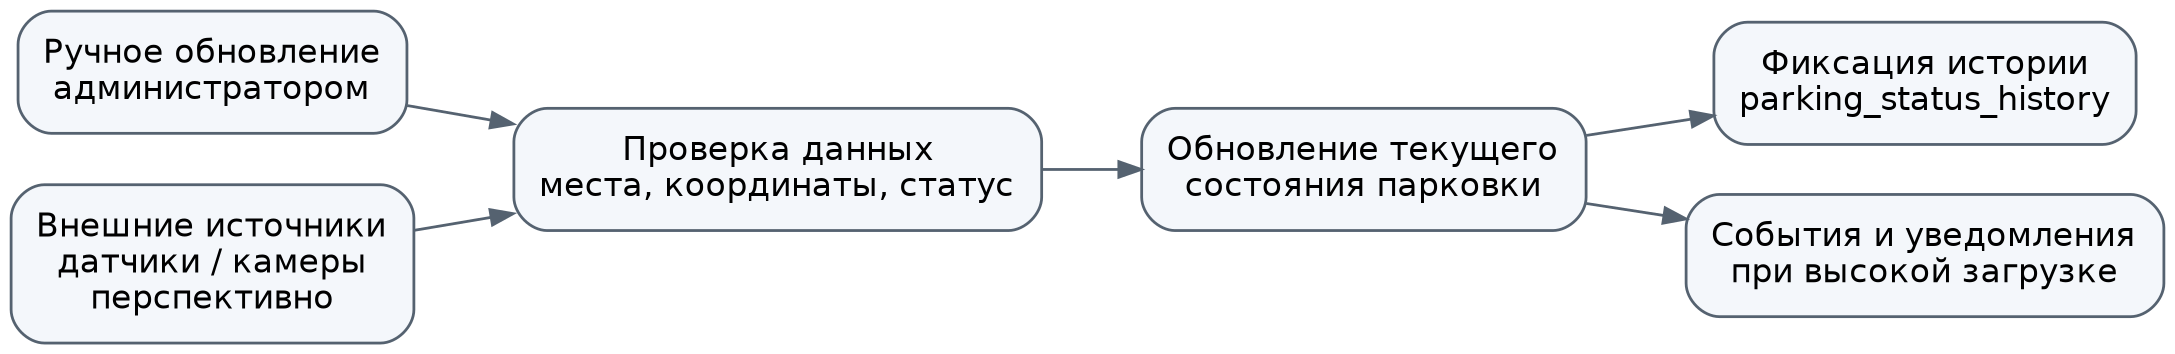 Ручное обновление
администратором
Внешние источники
датчики / камеры
перспективно
Проверка данных
места, координаты, статус
Обновление текущего
состояния парковки
Фиксация истории
parking_status_history
События и уведомления
при высокой загрузке